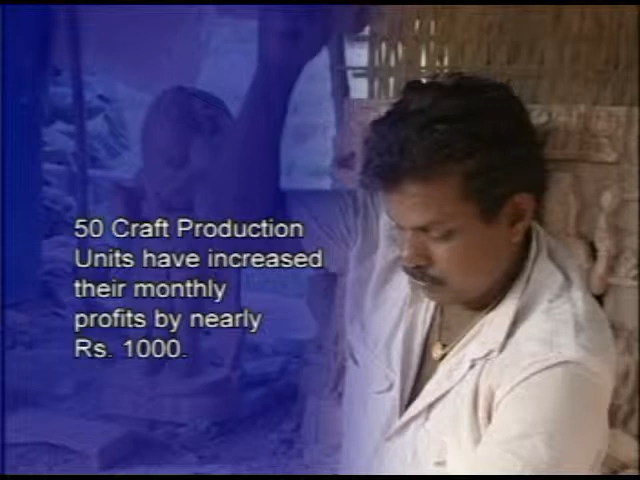 50 Craft Production
Units have increased
their monthly
profits by nearly
Rs. 1000.